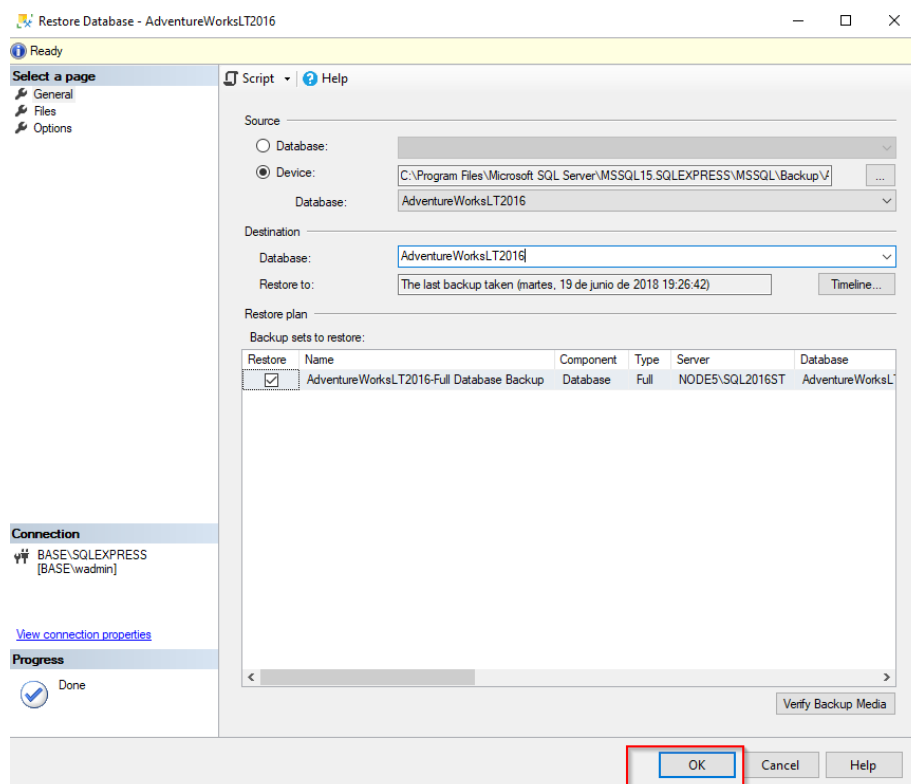 Restore Database - AdventureWorksLT2016
Ready
Select a page
General
Files
Options
Script
Help
Source
Database:
Device:
C:\Program Files\Microsoft SQL Server\MSSQL15.SQLEXPRESS\MSSQL\Backup\A
...
Database:
AdventureWorksLT2016
Destination
Database:
AdventureWorksLT2016
Restore to:
The last backup taken (martes, 19 de junio de 2018 19:26:42)
Timeline...
Restore plan
Backup sets to restore:
Restore Name Component Type Server Database
AdventureWorksLT2016-Full Database Backup Database Full NODE5\SQL2016ST AdventureWorksL
Connection
BASE\SQLEXPRESS
[BASE\wadmin]
View connection properties
Progress
Done
Verify Backup Media
OK Cancel Help